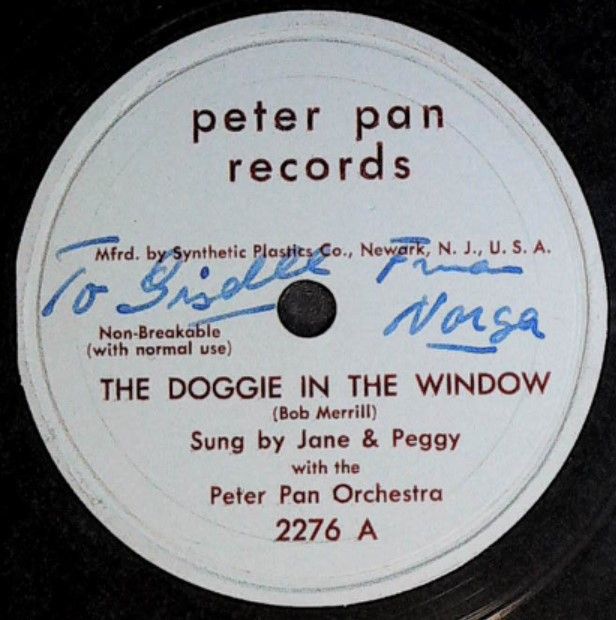 peter pan
records
Mfrd. by Synthetic Plastics Co., Newark, N. J., U. S. A.
To Giselle From
Norga
Non-Breakable
(with normal use)
THE DOGGIE IN THE WINDOW
(Bob Merrill)
Sung by Jane & Peggy
with the
Peter Pan Orchestra
2276 A